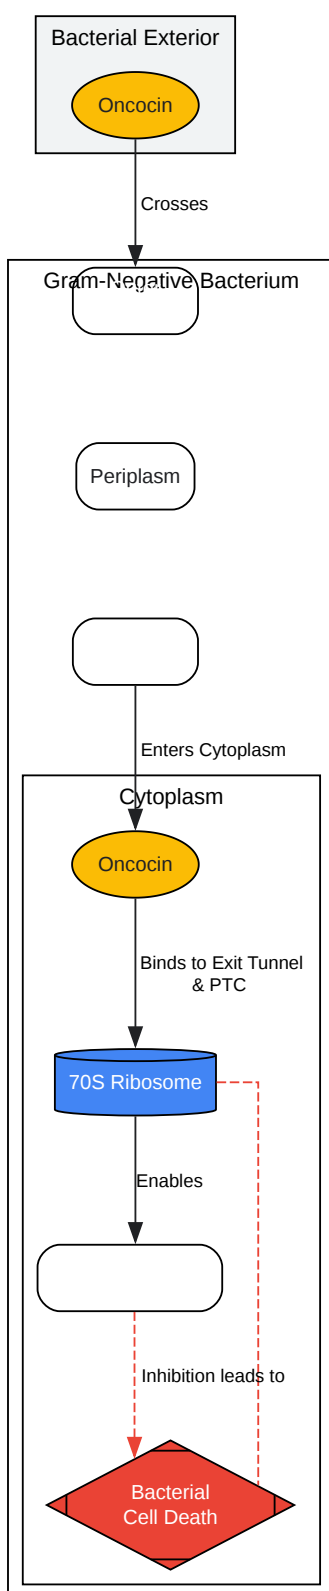 Bacterial Exterior
Oncocin
Crosses
Gram-Negative Bacterium
Periplasm
Enters Cytoplasm
Cytoplasm
Oncocin
Binds to Exit Tunnel
& PTC
70S Ribosome
Enables
Inhibition leads to
Bacterial
Cell Death